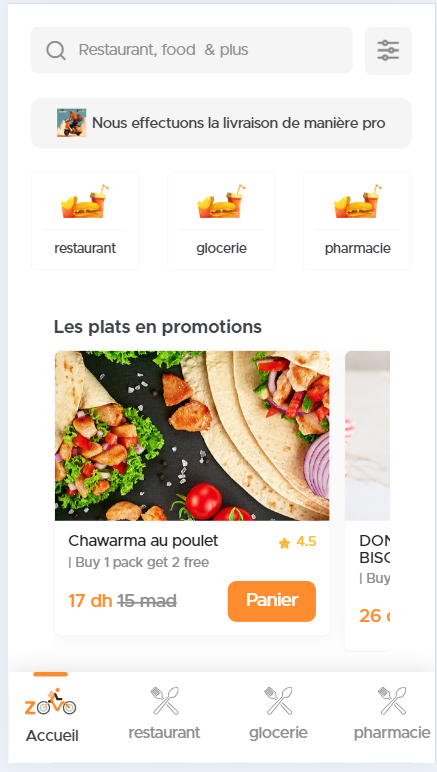 Restaurant, food & plus
Nous effectuons la livraison de manière pro
restaurant glocerie pharmacie
Les plats en promotions
Chawarma au poulet 4.5
| Buy 1 pack get 2 free
17 dh 15 mad Panier
DON
BISC
| Buy
26
Accueil restaurant glocerie pharmacie